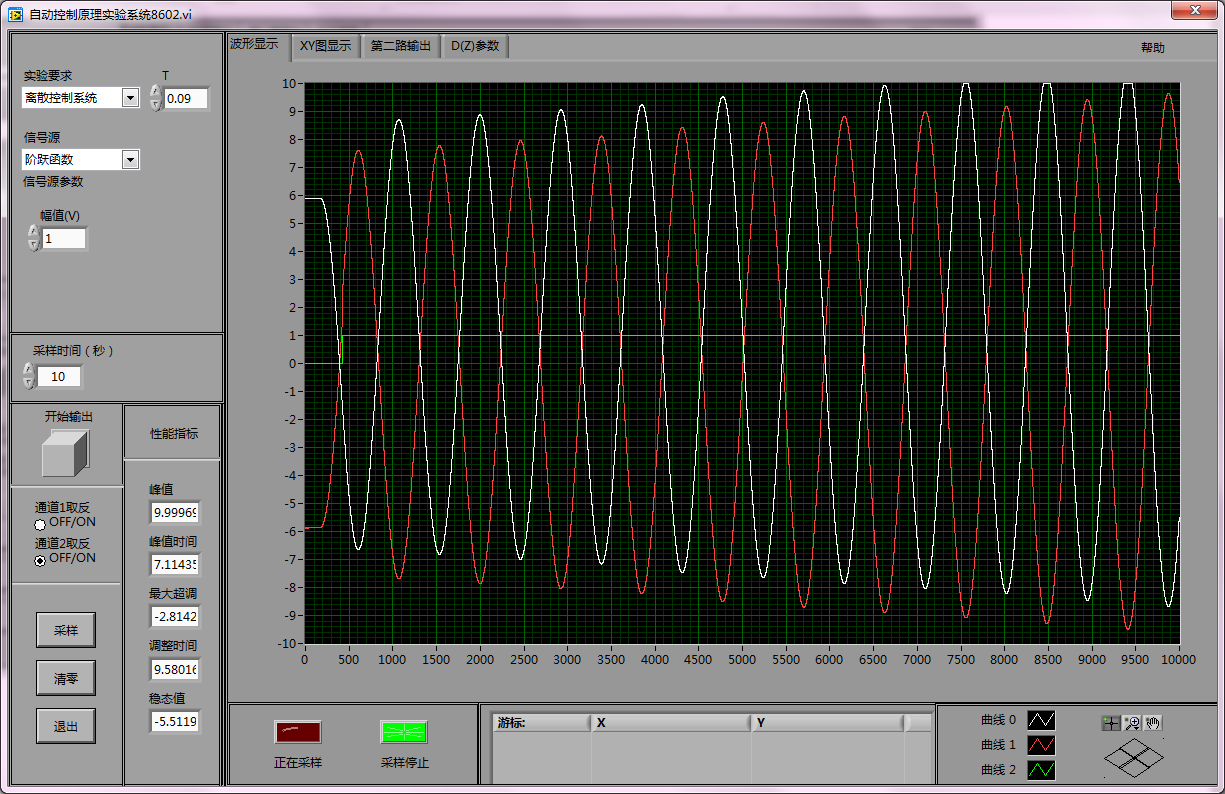 自动控制原理实验系统8602.vi
波形显示
XY图显示
第二路输出
D(Z)参数
帮助
实验要求
T
离散控制系统
0.09
信号源
阶跃函数
信号源参数
幅值(V)
1
采样时间（秒）
10
开始输出
性能指标
通道1取反
OFF/ON
通道2取反
OFF/ON
采样
清零
退出
峰值
9.99969
峰值时间
7.11435
最大超调
-2.8142
调整时间
9.58016
稳态值
-5.5119
10
9
8
7
6
5
4
3
2
1
0
-1
-2
-3
-4
-5
-6
-7
-8
-9
-10
0 500 1000 1500 2000 2500 3000 3500 4000 4500 5000 5500 6000 6500 7000 7500 8000 8500 9000 9500 10000
正在采样
采样停止
游标: X Y
曲线 0
曲线 1
曲线 2